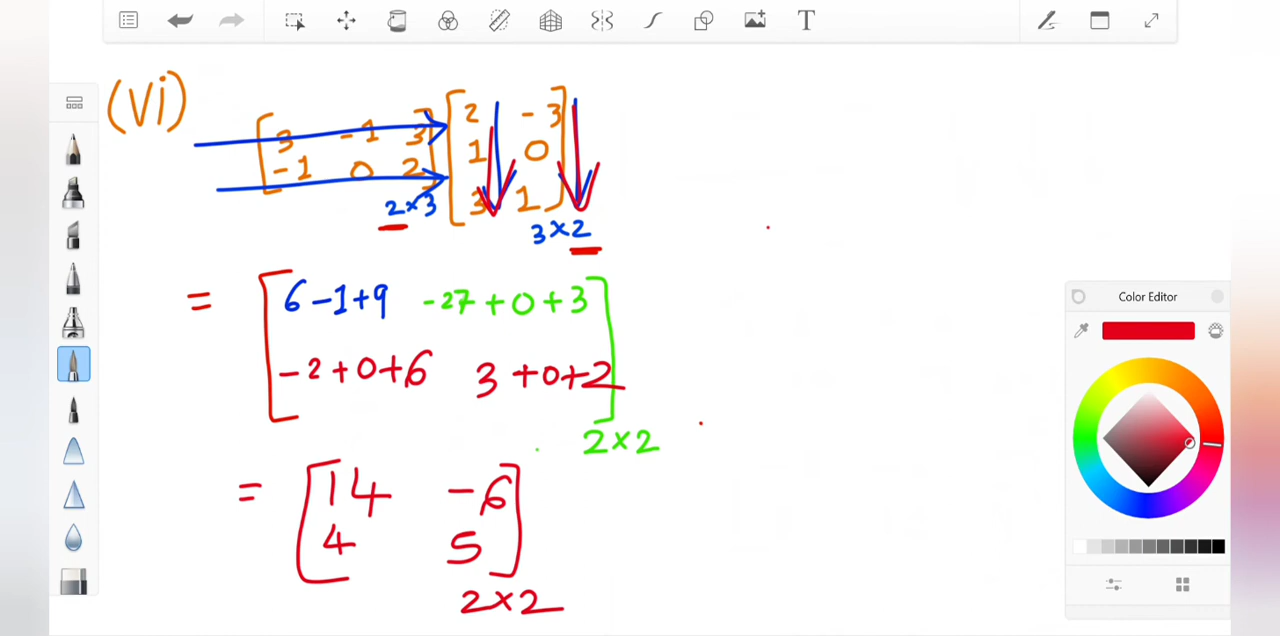 (vi)
[3 -1 3 [2 -3
-1 0 2] 1 0
2×3 3 1]
3×2
= [6-1+9 -27+0+3
-2+0+6 3+0+2]
2×2
= [14 -6
4 5]
2×2
Color Editor
T